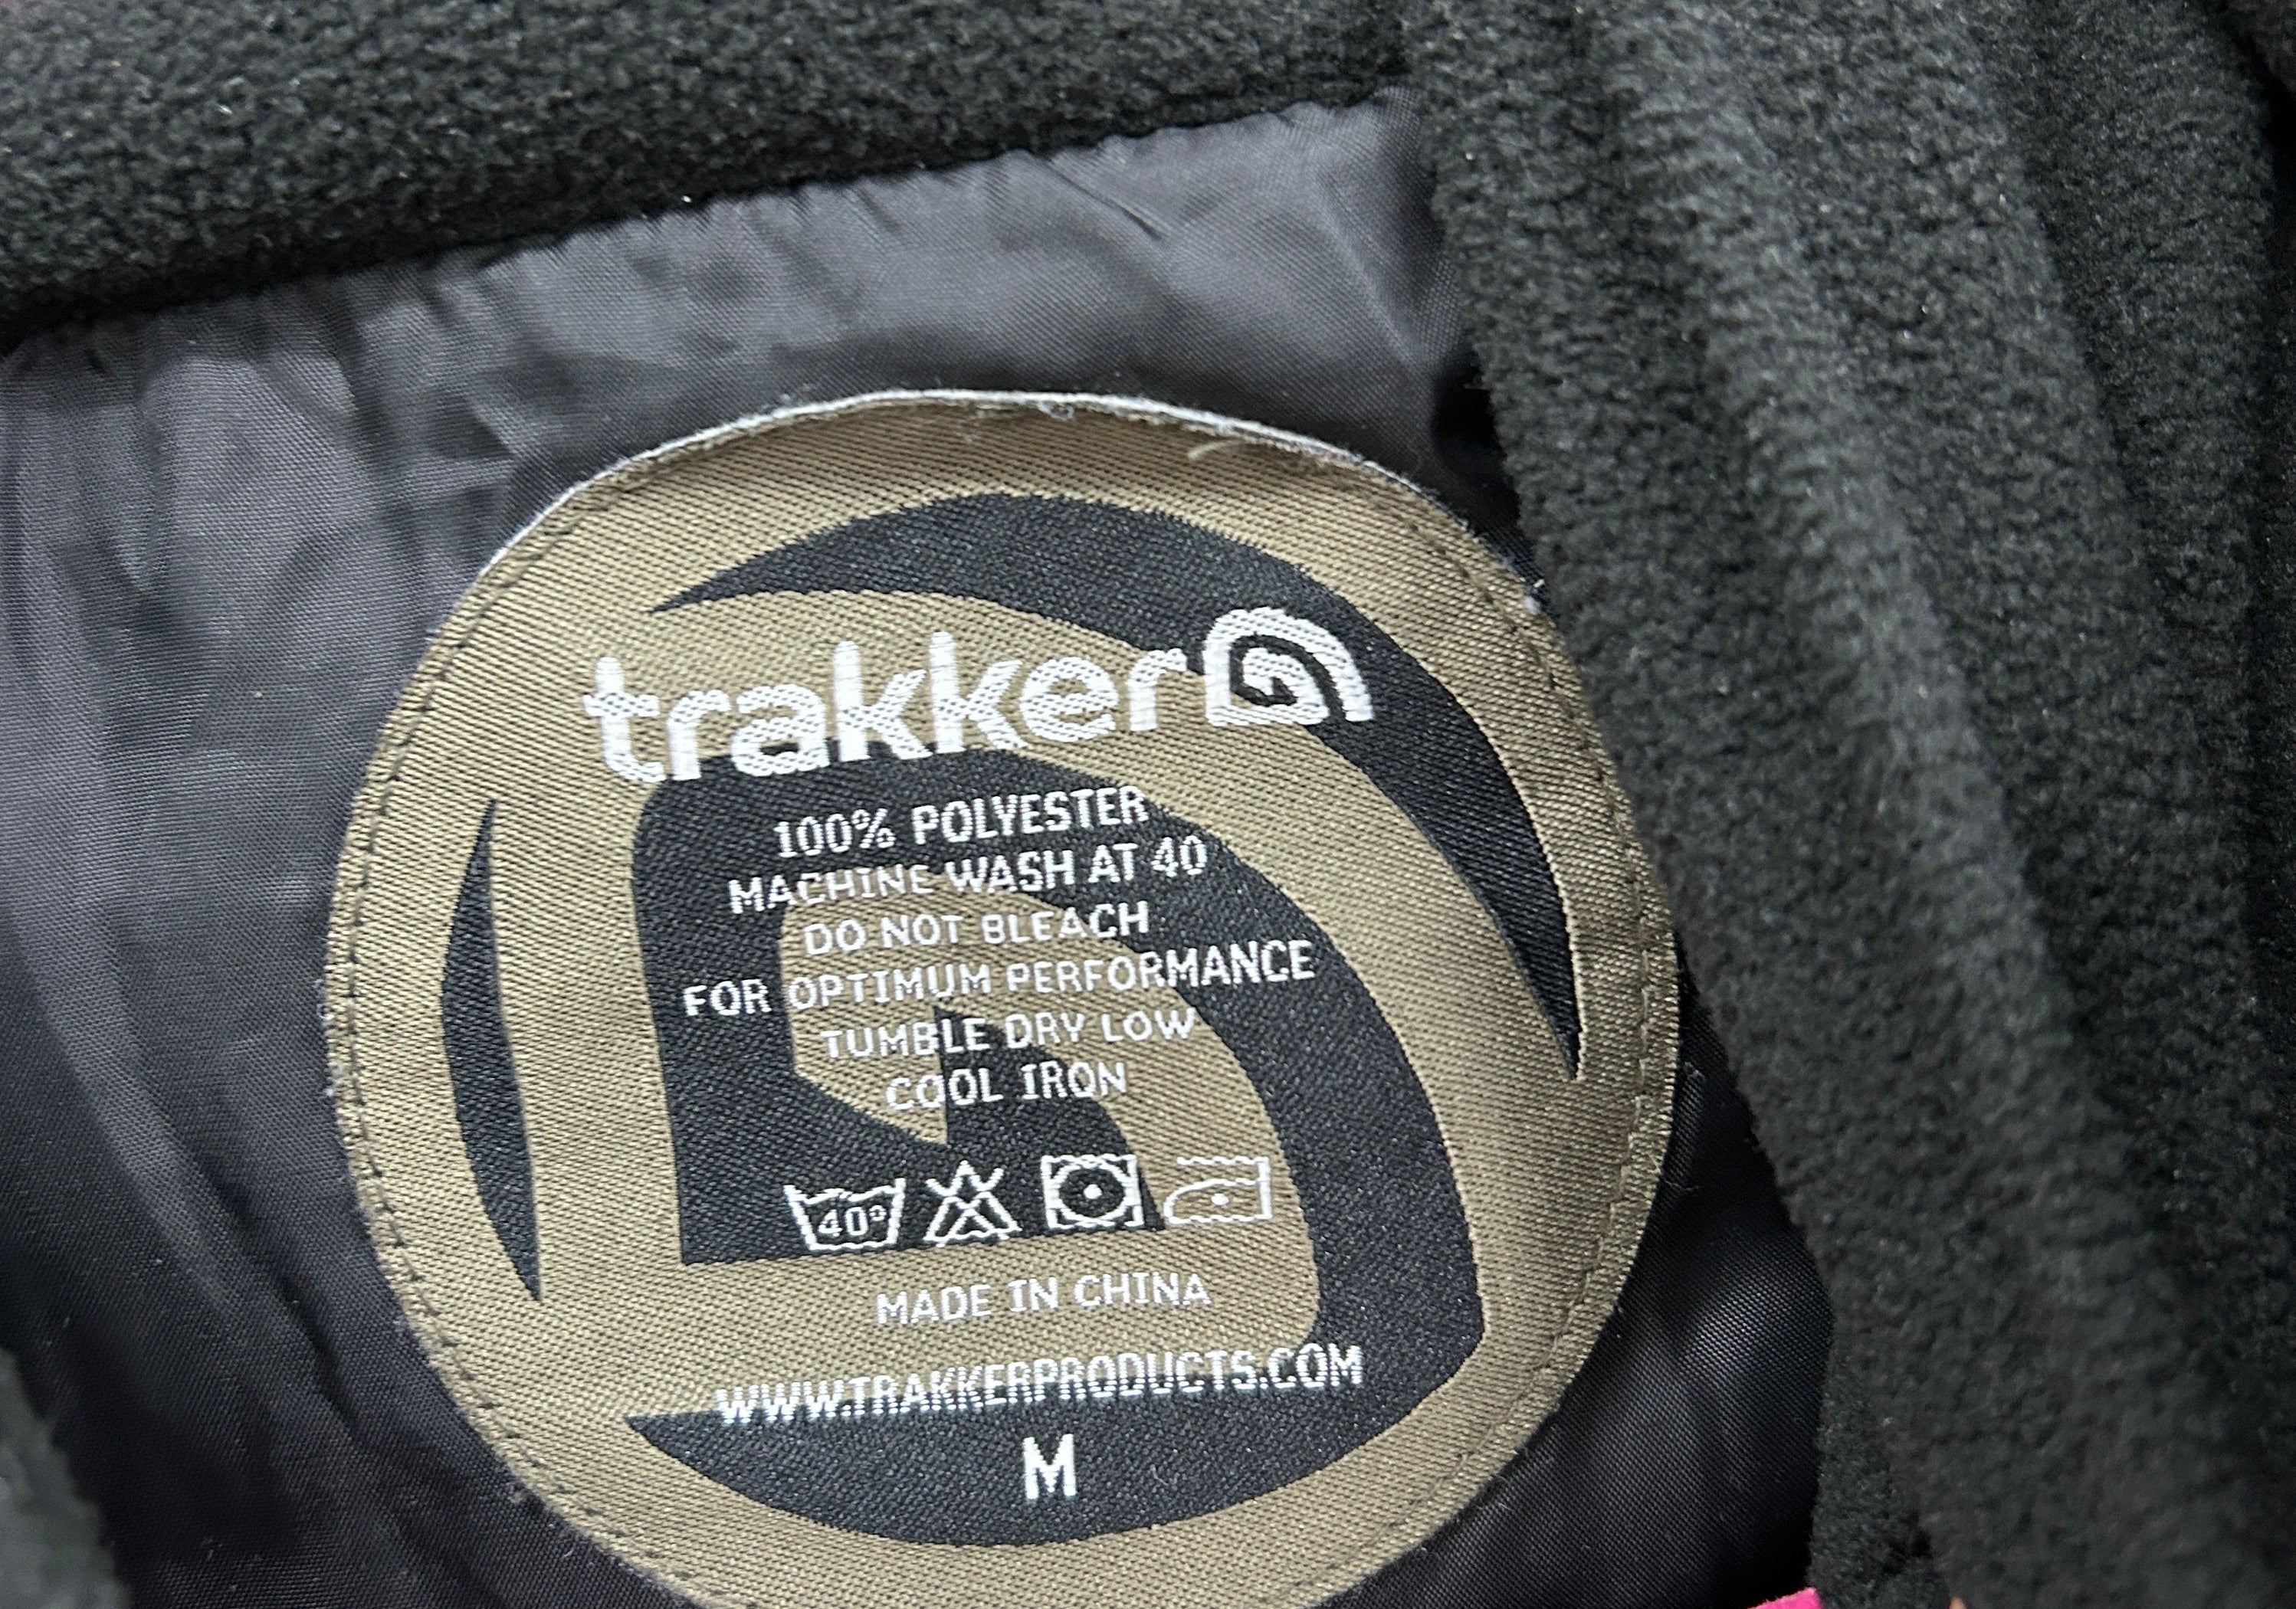 trakker
100% POLYESTER
MACHINE WASH AT 40
DO NOT BLEACH
FOR OPTIMUM PERFORMANCE
TUMBLE DRY LOW
COOL IRON
40°
MADE IN CHINA
WWW.TRAKKERPRODUCTS.COM
M